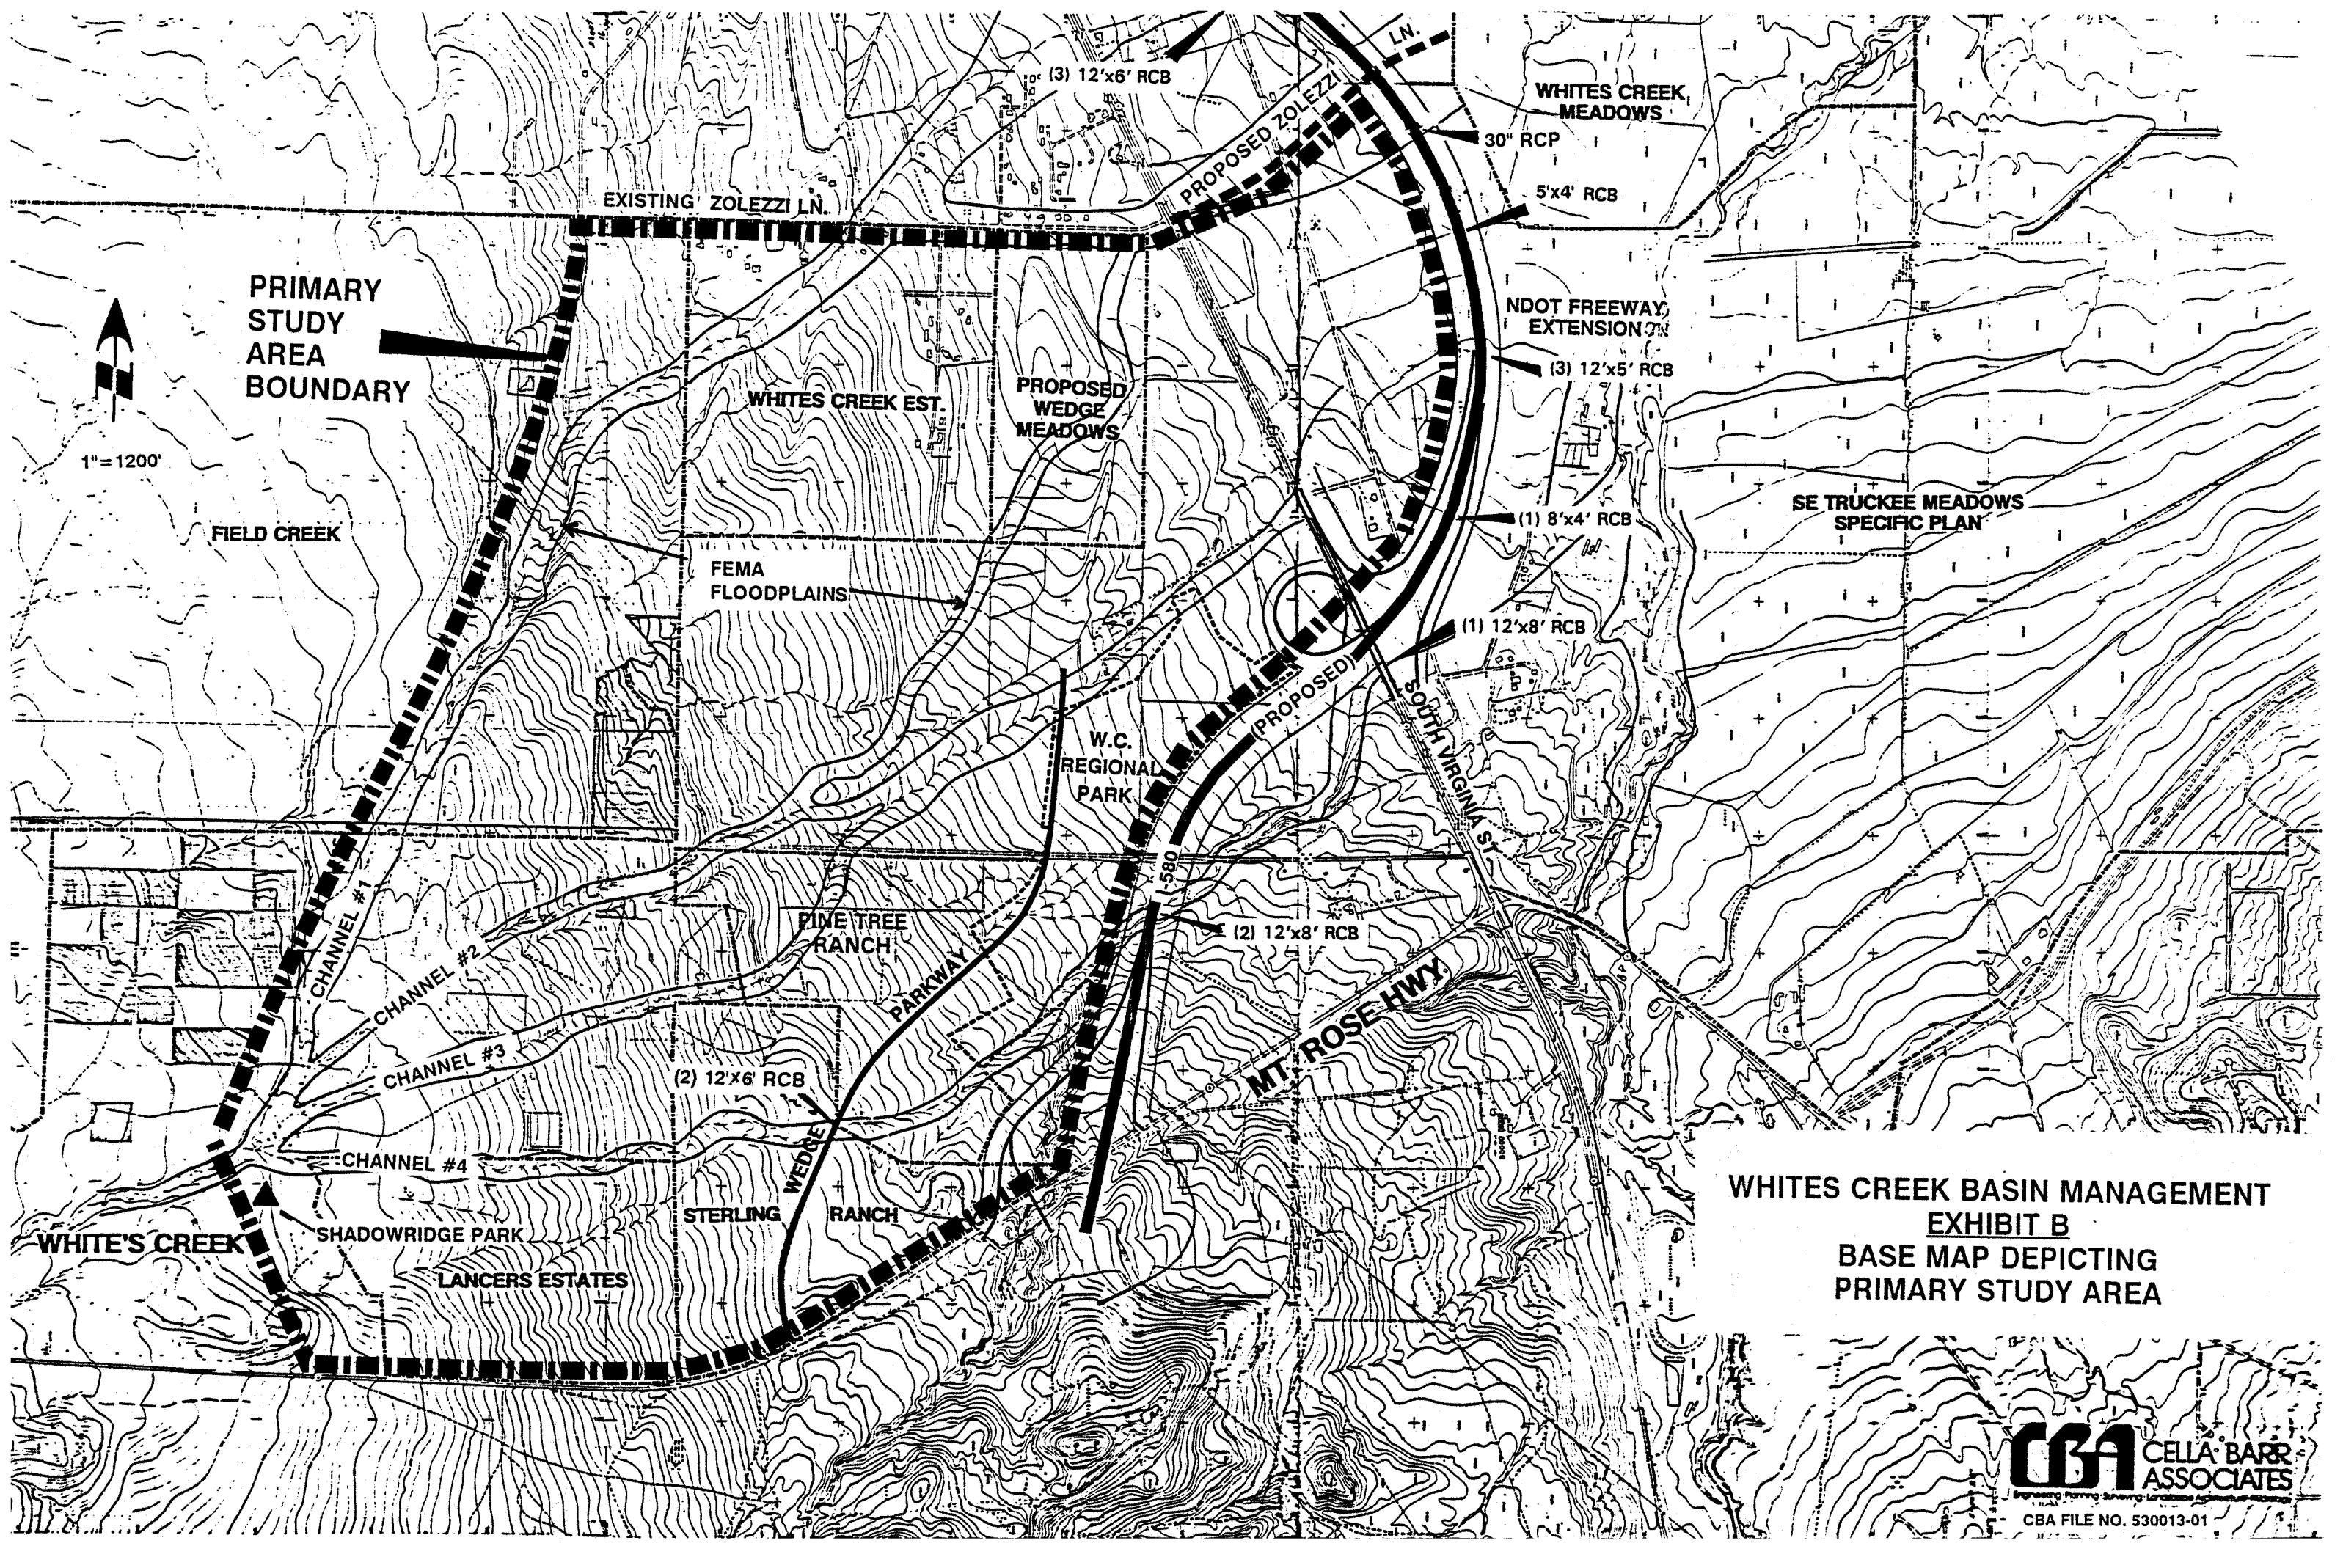 (3) 12'x6' RCB
PROPOSED ZOLEZZI LN.
WHITES CREEK
MEADOWS
30" RCP
5'x4' RCB
EXISTING ZOLEZZI LN.
PRIMARY
STUDY
AREA
BOUNDARY
NDOT FREEWAY
EXTENSION
(3) 12'x5' RCB
WHITES CREEK EST.
PROPOSED
WEDGE
MEADOWS
1"=1200'
FIELD CREEK
(1) 8'x4' RCB
SE TRUCKEE MEADOWS
SPECIFIC PLAN
FEMA
FLOODPLAINS
(1) 12'x8' RCB
(PROPOSED)
SOUTH VIRGINIA ST.
W.C.
REGIONAL
PARK
I-580
CHANNEL #1
CHANNEL #2
PINE TREE
RANCH
(2) 12'x8' RCB
PARKWAY
MT. ROSE HWY.
CHANNEL #3
(2) 12'x6' RCB
WEDGE
CHANNEL #4
STERLING RANCH
SHADOWRIDGE PARK
WHITE'S CREEK
LANCERS ESTATES
WHITES CREEK BASIN MANAGEMENT
EXHIBIT B
BASE MAP DEPICTING
PRIMARY STUDY AREA
CBA
CELLA BARR
ASSOCIATES
CBA FILE NO. 530013-01